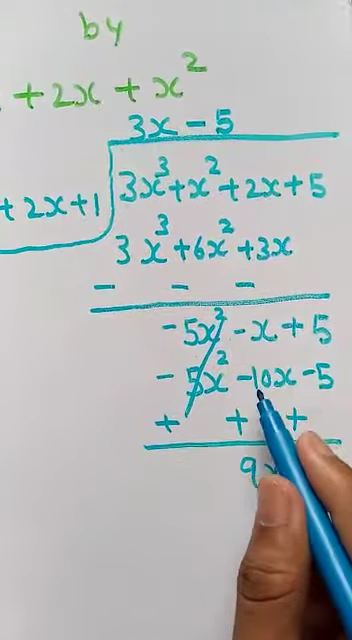 by
+ 2x + x²
3x - 5
+ 2x + 1 3x³ + x² + 2x + 5
3x³ + 6x² + 3x
- - -
- 5x² - x + 5
- 5x² - 10x - 5
+ + +
9x